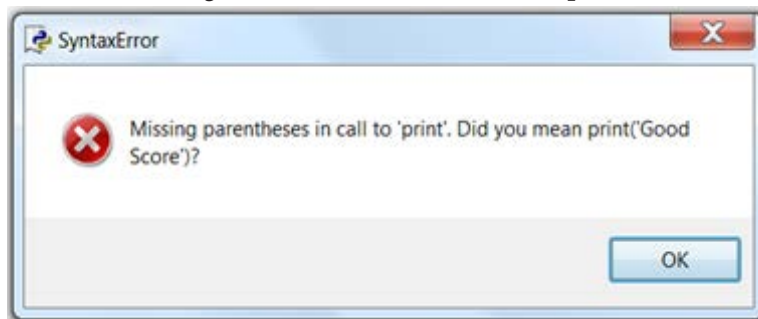 SyntaxError
Missing parentheses in call to 'print'. Did you mean print('Good
Score')?
OK